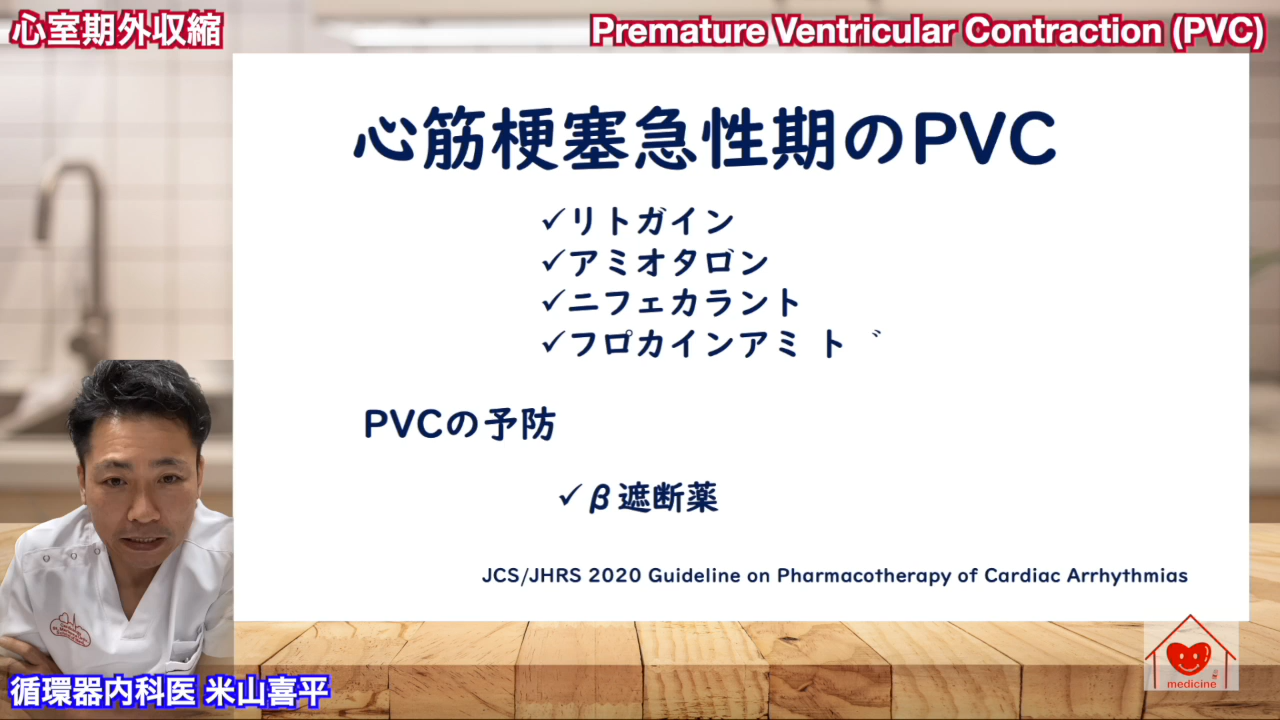 心室期外収縮
Premature Ventricular Contraction (PVC)
心筋梗塞急性期のPVC
✓リトガイン
✓アミオタロン
✓ニフェカラント
✓フロカインアミト゛
PVCの予防
✓β遮断薬
JCS/JHRS 2020 Guideline on Pharmacotherapy of Cardiac Arrhythmias
循環器内科医 米山喜平
medicine